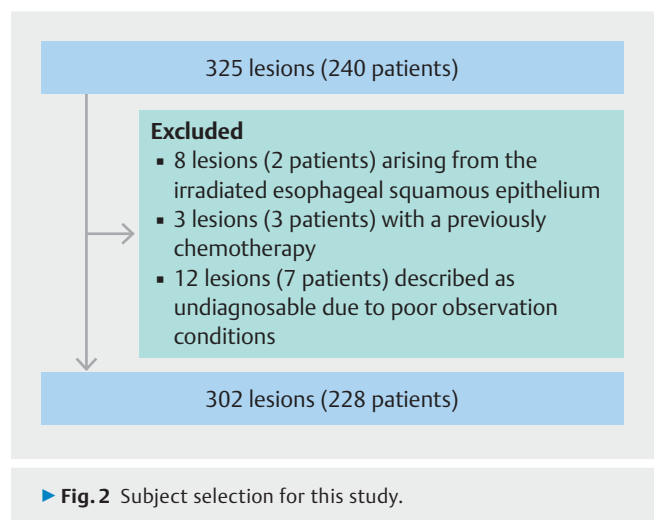 325 lesions (240 patients)
Excluded
▪ 8 lesions (2 patients) arising from the
irradiated esophageal squamous epithelium
▪ 3 lesions (3 patients) with a previously
chemotherapy
▪ 12 lesions (7 patients) described as
undiagnosable due to poor observation
conditions
302 lesions (228 patients)
▶ Fig. 2 Subject selection for this study.